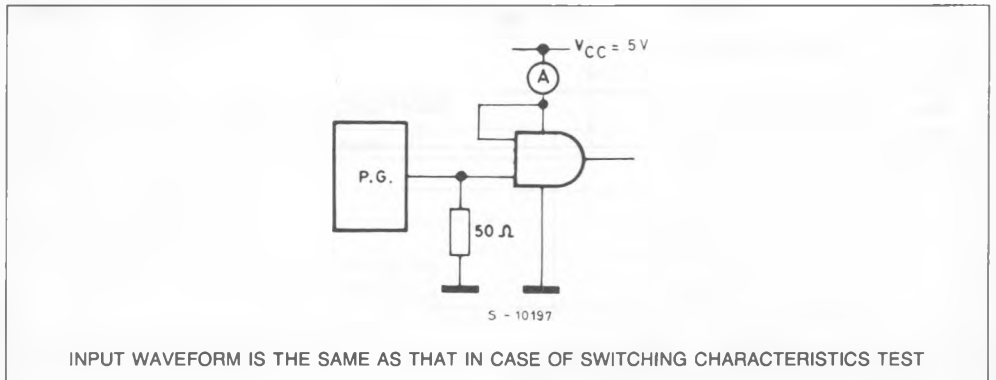 V_CC = 5V
A
P.G.
50 Ω
S - 10197
INPUT WAVEFORM IS THE SAME AS THAT IN CASE OF SWITCHING CHARACTERISTICS TEST